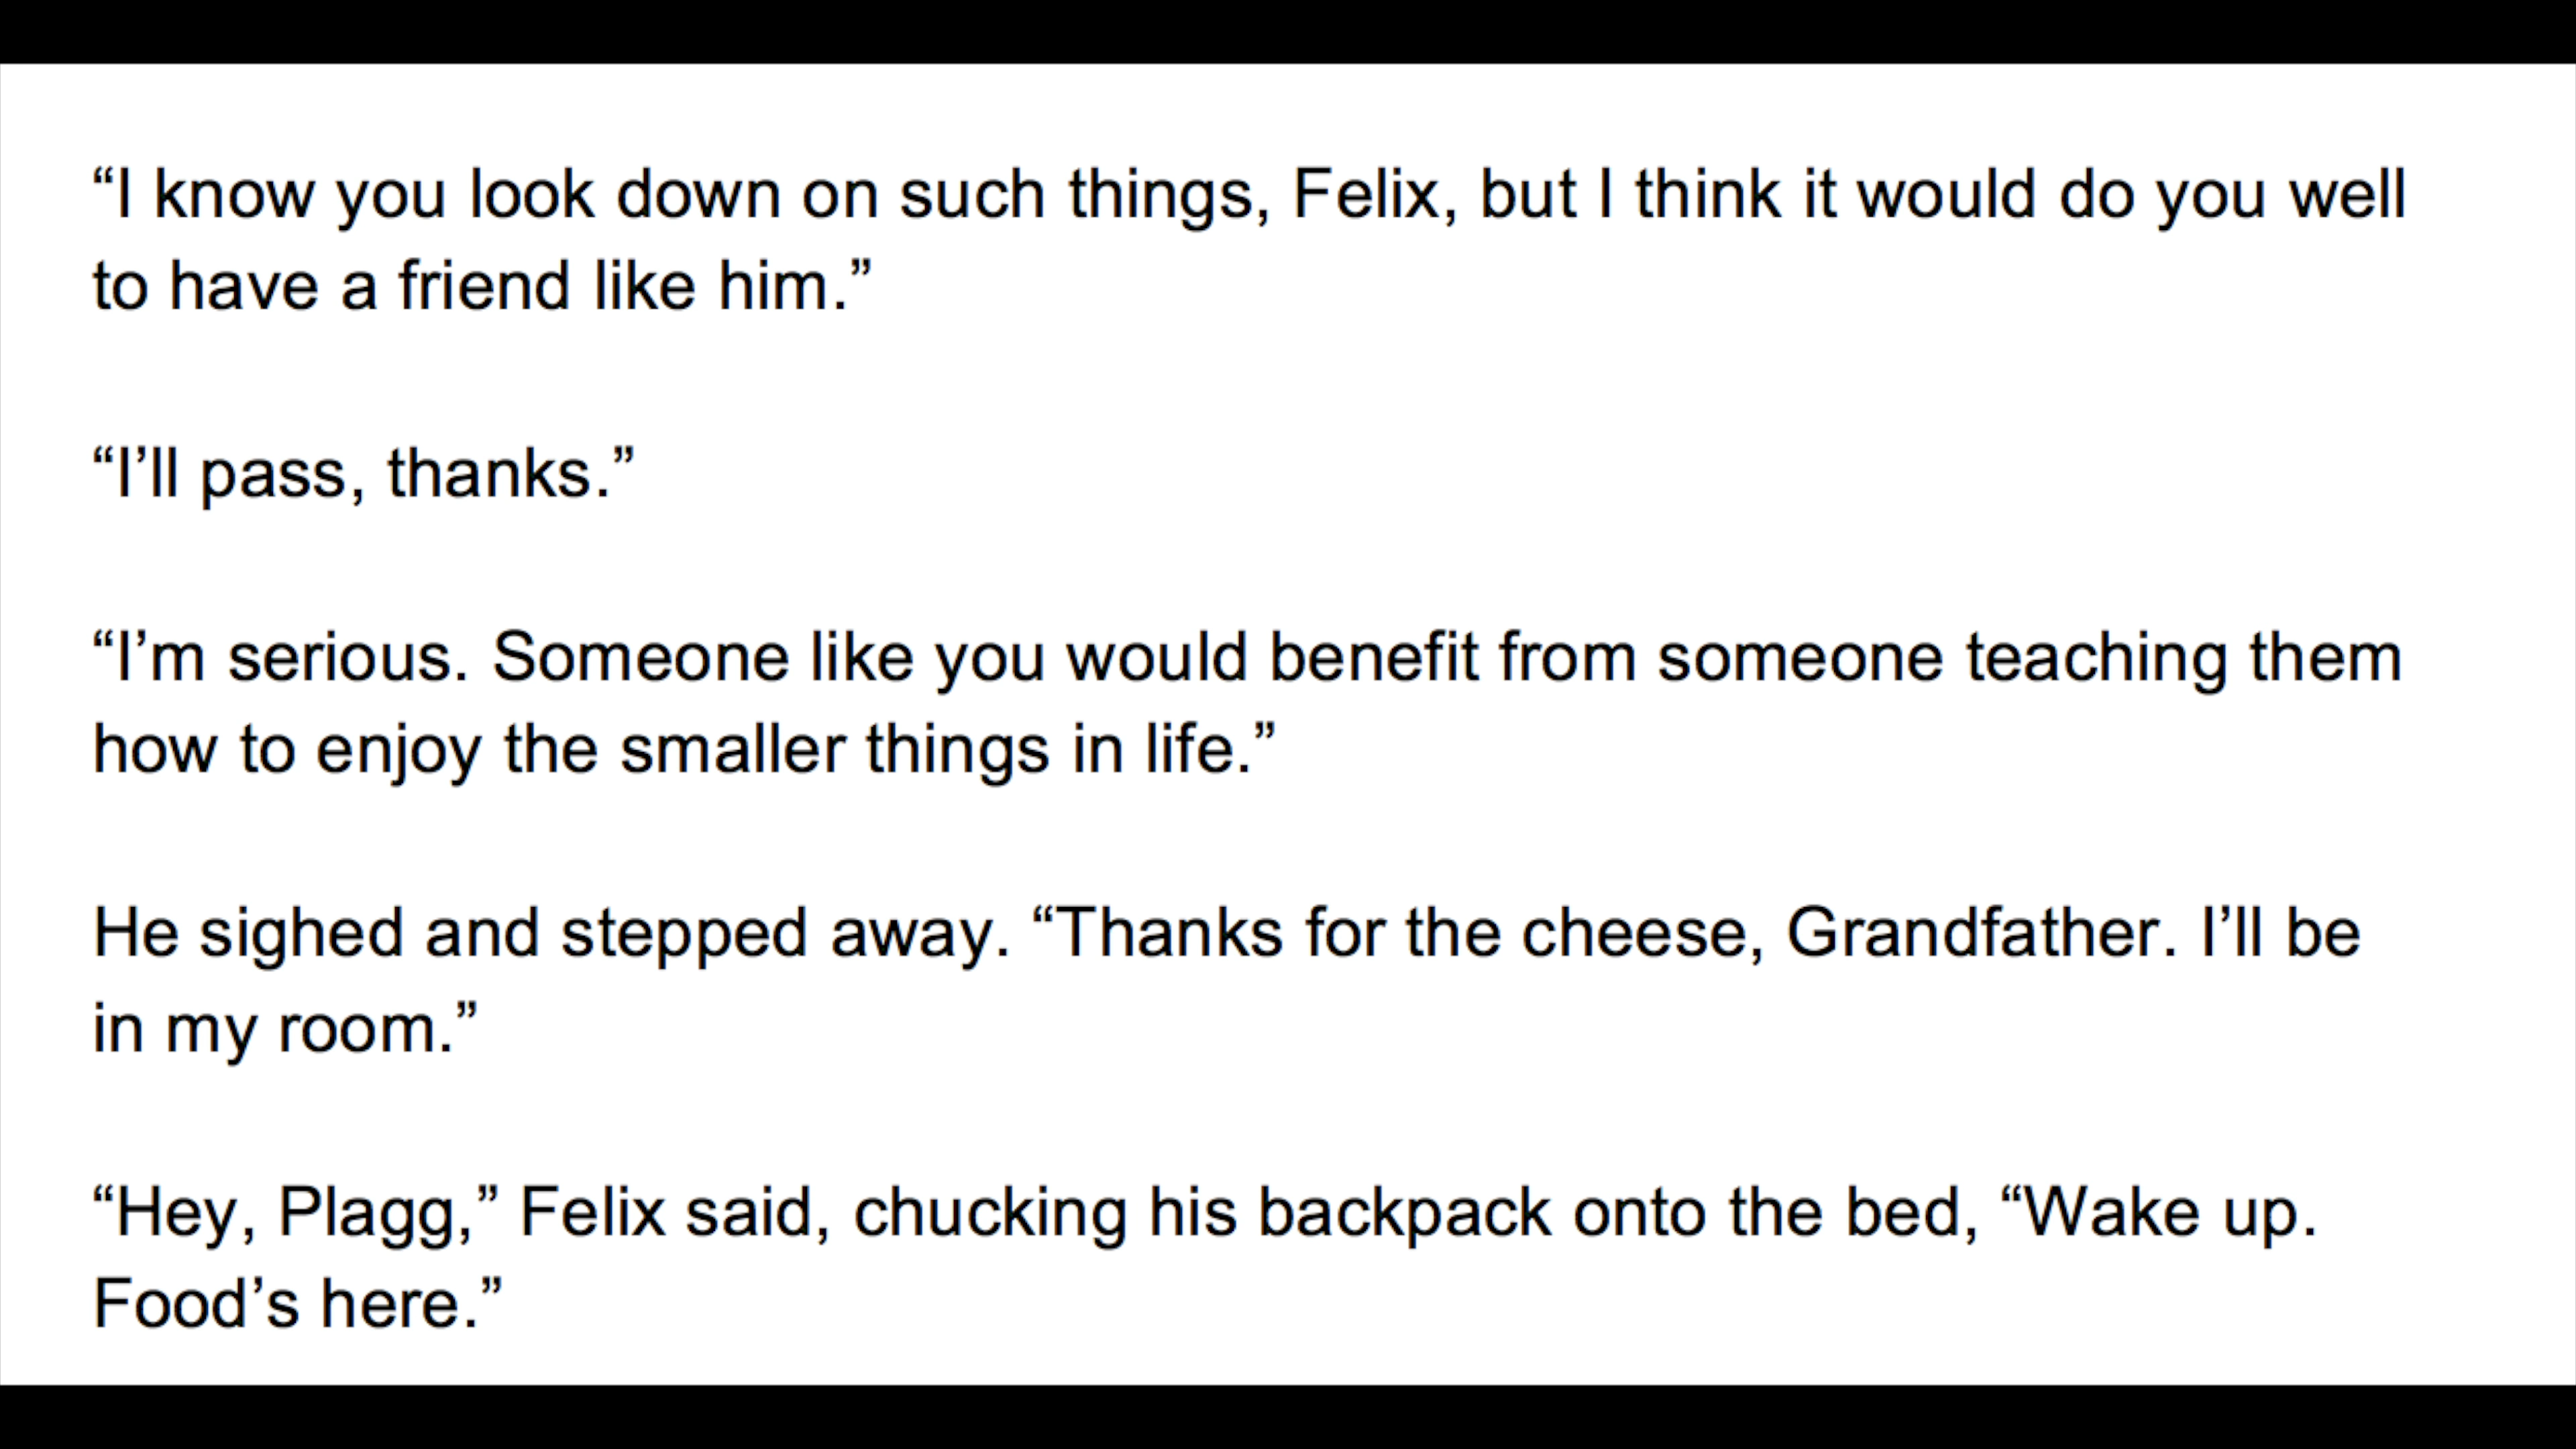 “I know you look down on such things, Felix, but I think it would do you well
to have a friend like him.”
“I’ll pass, thanks.”
“I’m serious. Someone like you would benefit from someone teaching them
how to enjoy the smaller things in life.”
He sighed and stepped away. “Thanks for the cheese, Grandfather. I’ll be
in my room.”
“Hey, Plagg,” Felix said, chucking his backpack onto the bed, “Wake up.
Food’s here.”